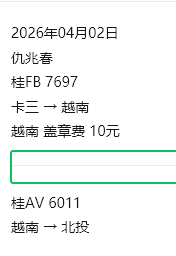 2026年04月02日
仇兆春
桂FB 7697
卡三 → 越南
越南 盖章费 10元
桂AV 6011
越南 → 北投